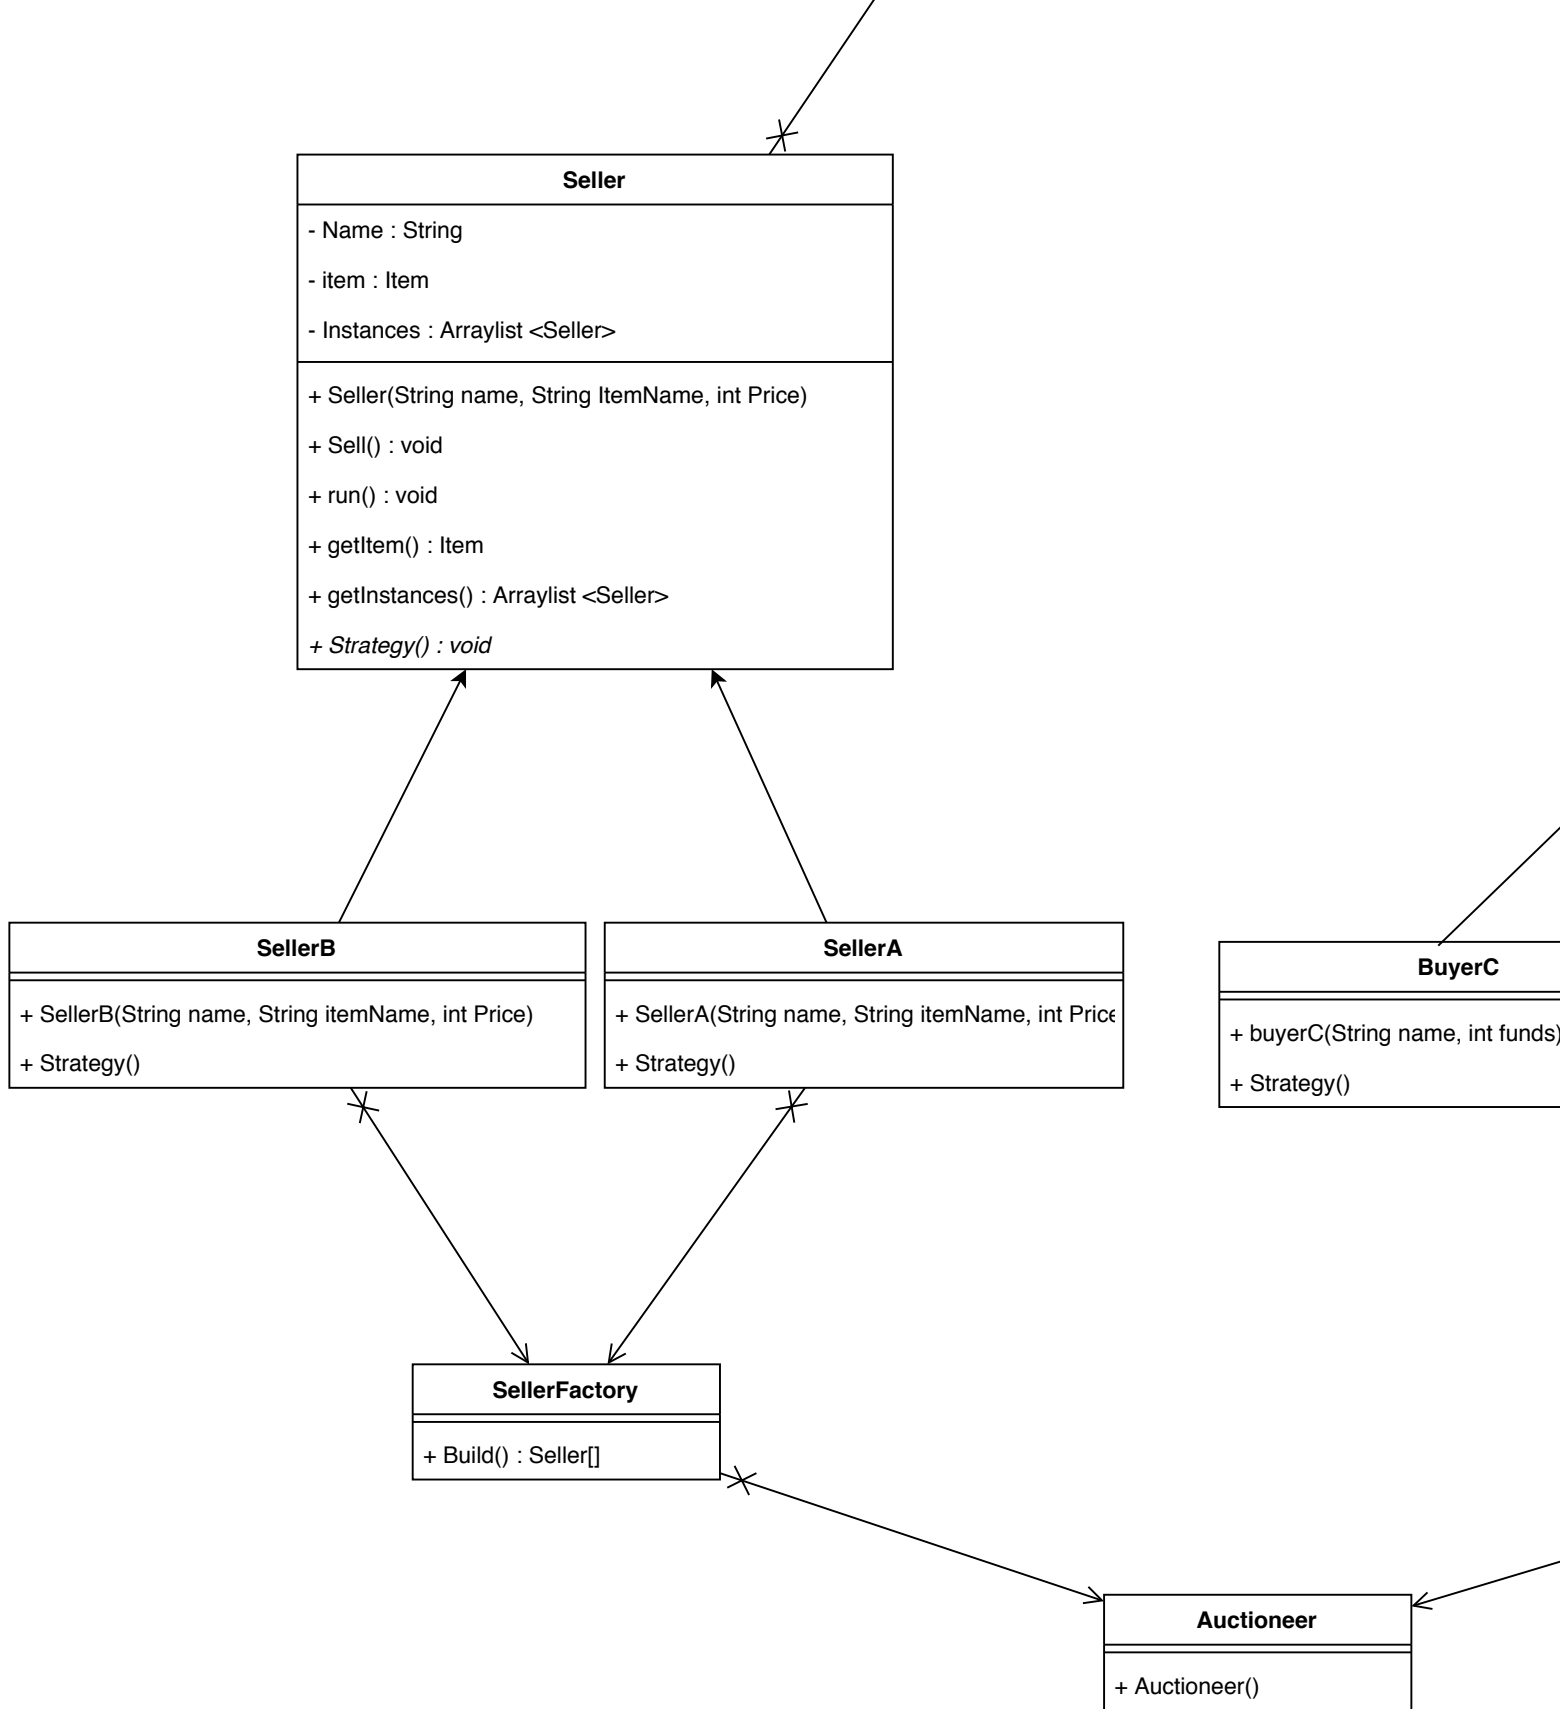 Seller
- Name : String
- item : Item
- Instances : Arraylist <Seller>
+ Seller(String name, String ItemName, int Price)
+ Sell() : void
+ run() : void
+ getItem() : Item
+ getInstances() : Arraylist <Seller>
+ Strategy() : void
SellerB
+ SellerB(String name, String itemName, int Price)
+ Strategy()
SellerA
+ SellerA(String name, String itemName, int Price
+ Strategy()
BuyerC
+ buyerC(String name, int funds)
+ Strategy()
SellerFactory
+ Build() : Seller[]
Auctioneer
+ Auctioneer()